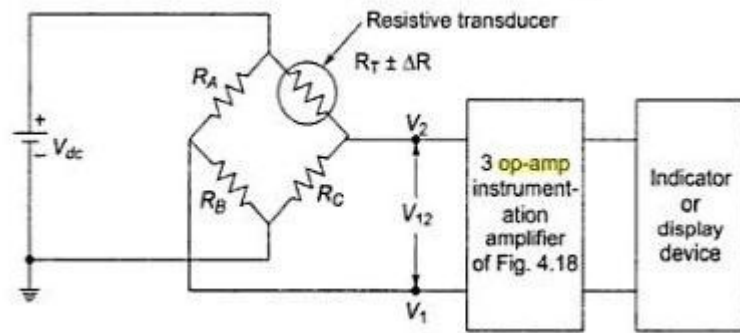 Resistive transducer
R_T ± ΔR
R_A
+
V_dc
−
R_B
R_C
V_2
V_12
V_1
3 op-amp
instrument-
ation
amplifier
of Fig. 4.18
Indicator
or
display
device